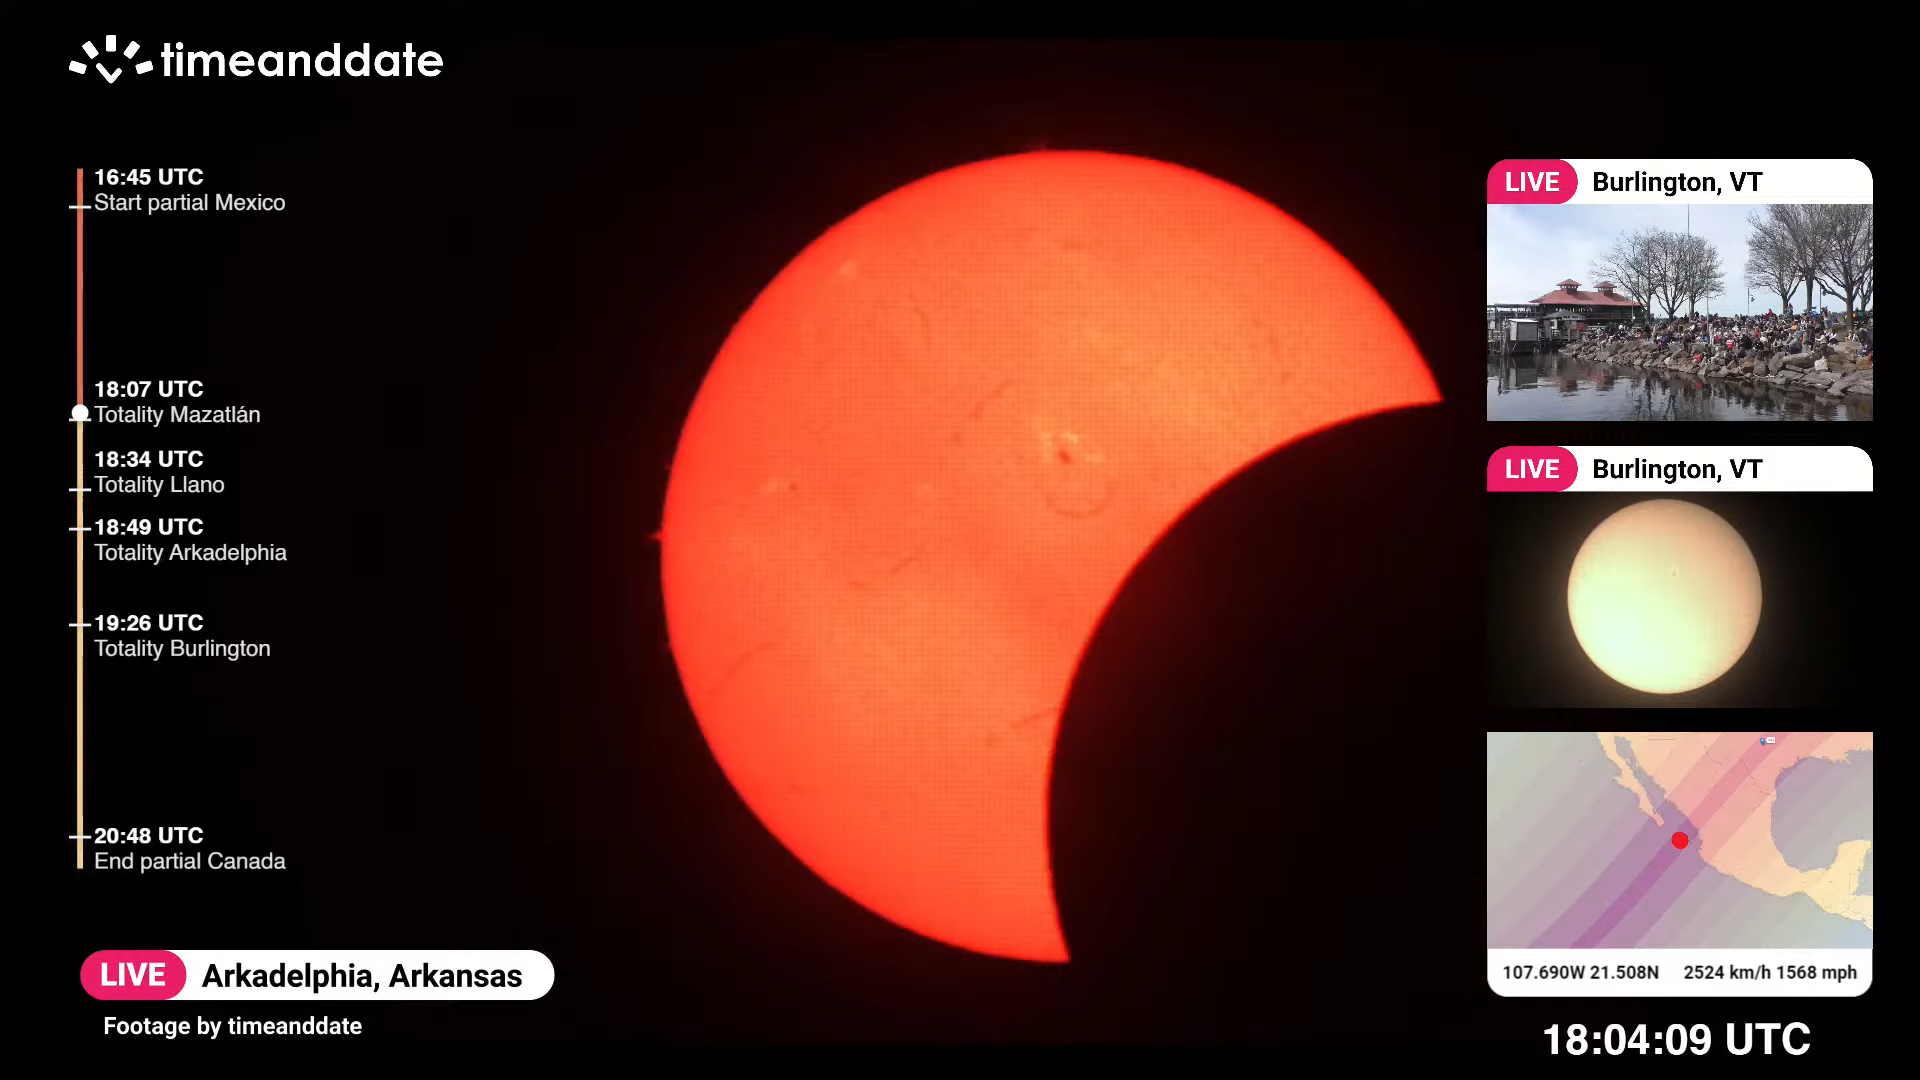 timeanddate
16:45 UTC
Start partial Mexico
18:07 UTC
Totality Mazatlán
18:34 UTC
Totality Llano
18:49 UTC
Totality Arkadelphia
19:26 UTC
Totality Burlington
20:48 UTC
End partial Canada
LIVE Arkadelphia, Arkansas
Footage by timeanddate
LIVE Burlington, VT
LIVE Burlington, VT
107.690W 21.508N 2524 km/h 1568 mph
18:04:09 UTC